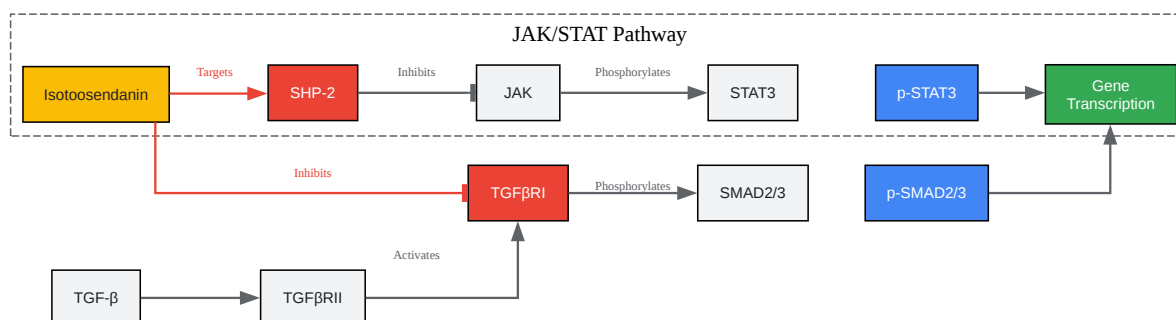 JAK/STAT Pathway
Isotoosendanin
Targets
SHP-2
Inhibits
JAK
Phosphorylates
STAT3
p-STAT3
Gene
Transcription
Inhibits
TGFβRI
Phosphorylates
SMAD2/3
p-SMAD2/3
Activates
TGF-β
TGFβRII